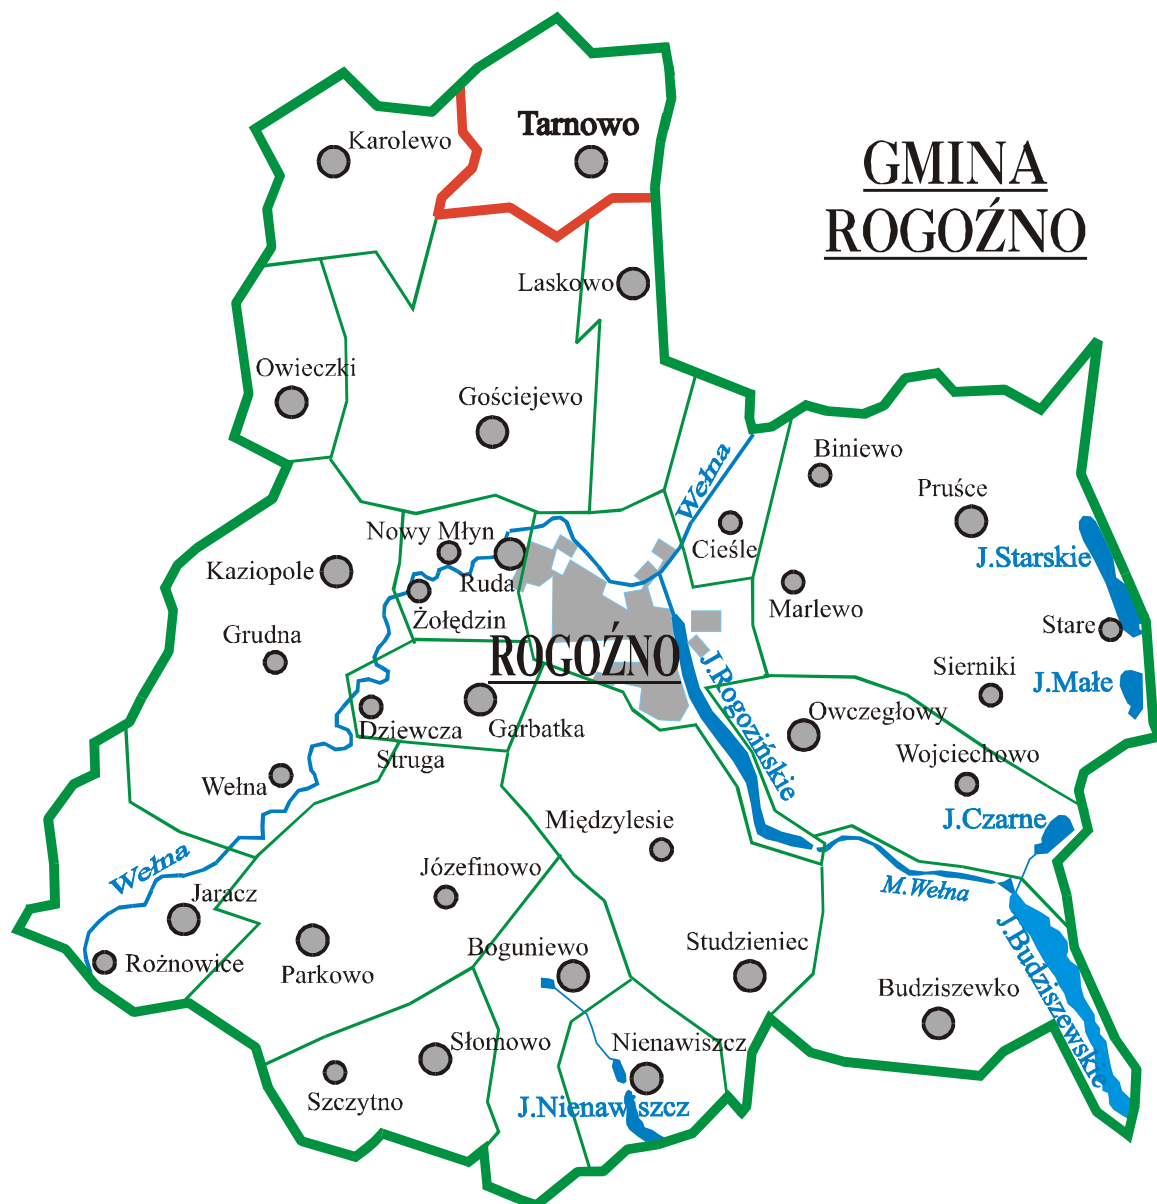 Tarnowo
Karolewo
GMINA
ROGOŹNO
Laskowo
Owieczki
Gościejewo
Biniewo
Wełna
Pruśce
Nowy Młyn
Cieśle
J.Starskie
Kaziopole
Ruda
Marlewo
Żołędzin
Grudna
Stare
ROGOŹNO
J.Rogozińskie
Sierniki
J.Małe
Dziewcza
Struga
Garbatka
Owczegłowy
Wojciechowo
Wełna
Międzylesie
J.Czarne
Wełna
Józefinowo
M.Wełna
Jaracz
J.Budziszewskie
Rożnowice
Parkowo
Boguniewo
Studzieniec
Budziszewko
Słomowo
Nienawiszcz
Szczytno
J.Nienawiszcz